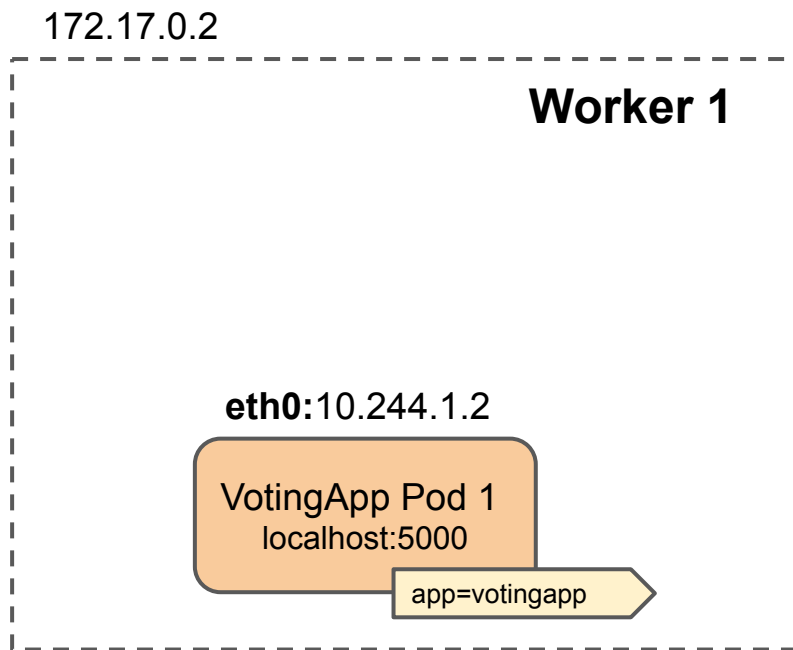 172.17.0.2
Worker 1
eth0:10.244.1.2
VotingApp Pod 1
localhost:5000
app=votingapp